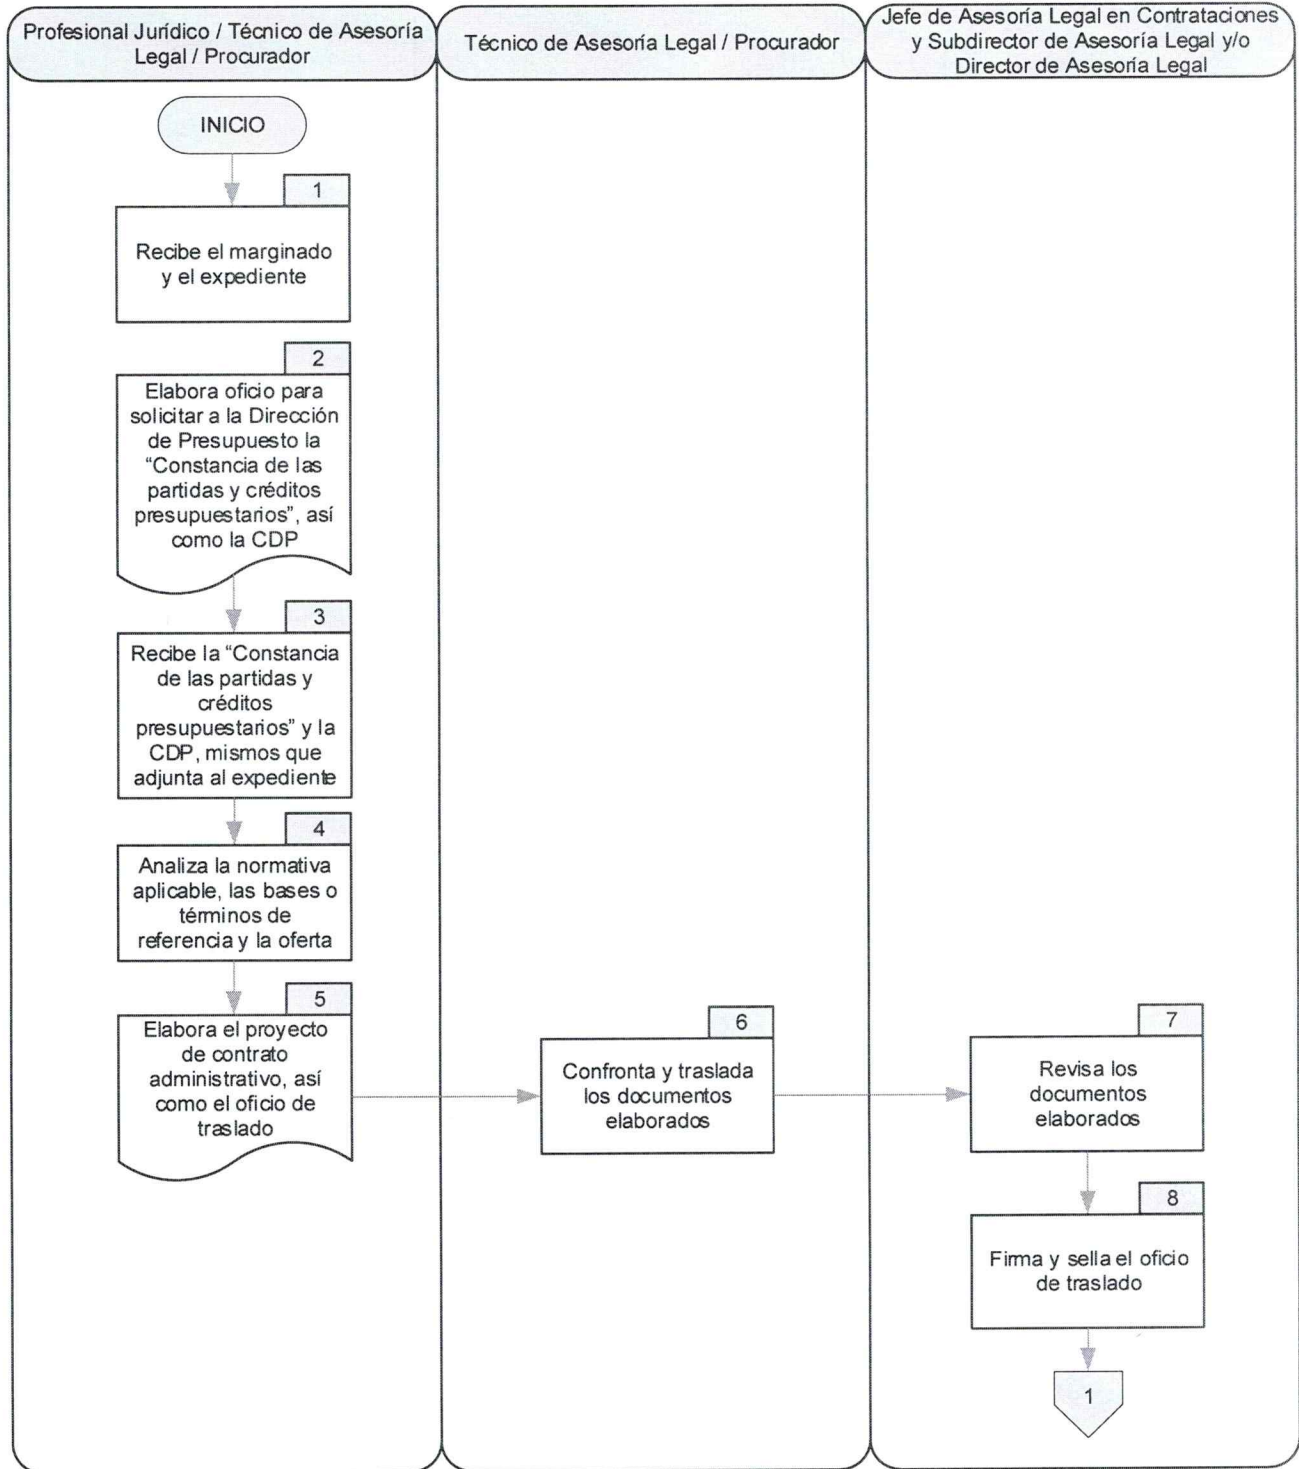 Profesional Jurídico / Técnico de Asesoría
Legal / Procurador
Técnico de Asesoría Legal / Procurador
Jefe de Asesoría Legal en Contrataciones
y Subdirector de Asesoría Legal y/o
Director de Asesoría Legal
INICIO
1
Recibe el marginado
y el expediente
2
Elabora oficio para
solicitar a la Dirección
de Presupuesto la
“Constancia de las
partidas y créditos
presupuestarios”, así
como la CDP
3
Recibe la “Constancia
de las partidas y
créditos
presupuestarios” y la
CDP, mismos que
adjunta al expediente
4
Analiza la normativa
aplicable, las bases o
términos de
referencia y la oferta
5
Elabora el proyecto
de contrato
administrativo, así
como el oficio de
traslado
6
Confronta y traslada
los documentos
elaborados
7
Revisa los
documentos
elaborados
8
Firma y sella el oficio
de traslado
1